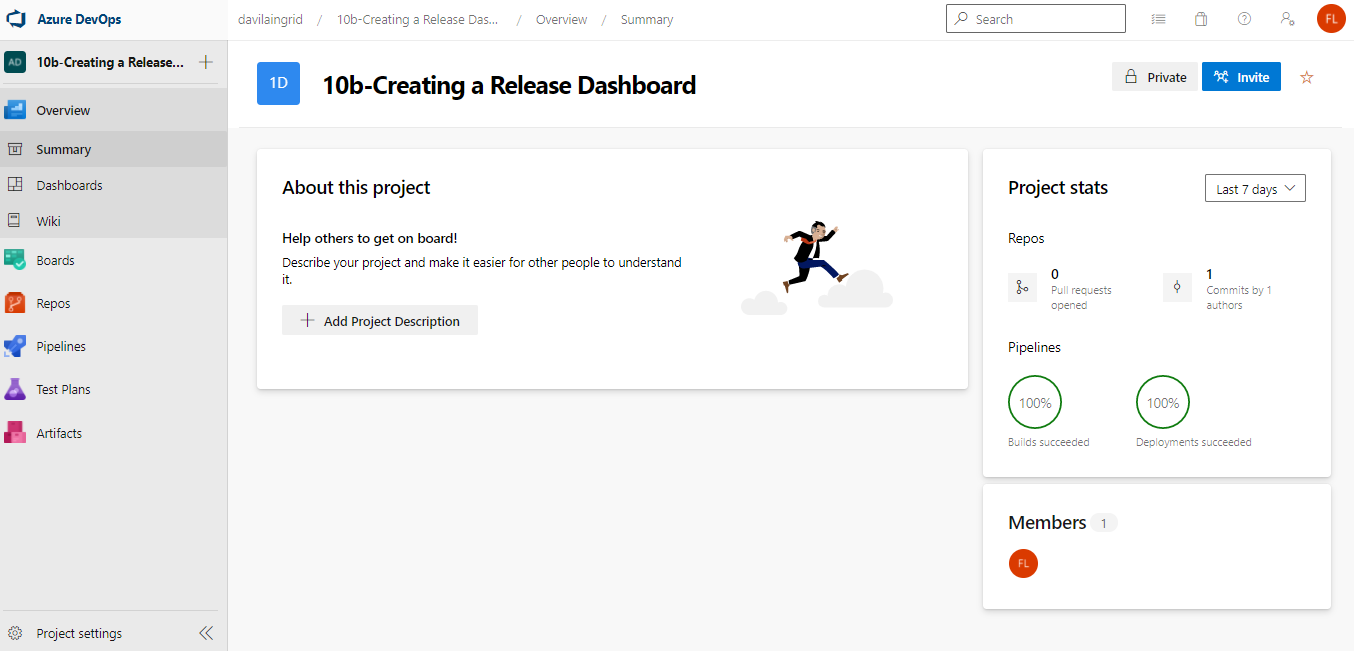 Azure DevOps
davilaingrid / 10b-Creating a Release Das... / Overview / Summary
Search
FL
AD
10b-Creating a Release...
1D
10b-Creating a Release Dashboard
Private
Invite
Overview
Summary
Dashboards
Wiki
Boards
Repos
Pipelines
Test Plans
Artifacts
Project settings
About this project
Help others to get on board!
Describe your project and make it easier for other people to understand
it.
Add Project Description
Project stats
Last 7 days
Repos
0
Pull requests
opened
1
Commits by 1
authors
Pipelines
100%
Builds succeeded
100%
Deployments succeeded
Members 1
FL